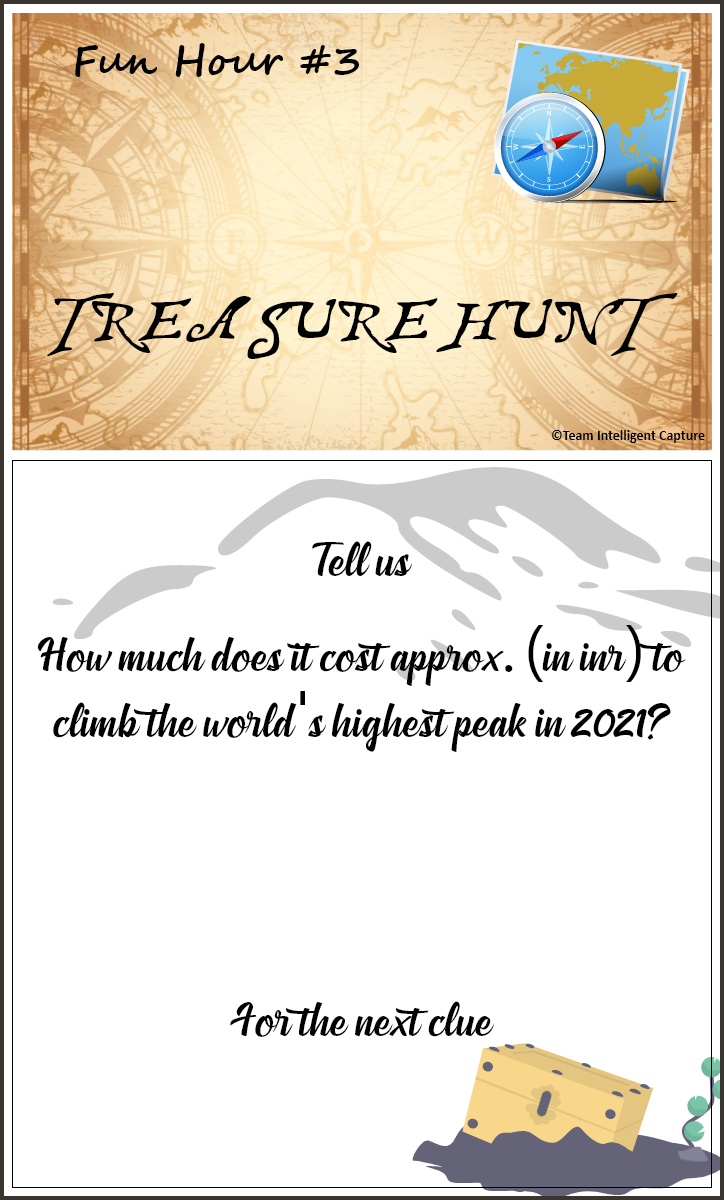 Fun Hour #3
N
W
E
S
E
W
TREASURE HUNT
©Team Intelligent Capture
Tell us
How much does it cost approx. (in inr) to
climb the world's highest peak in 2021?
For the next clue